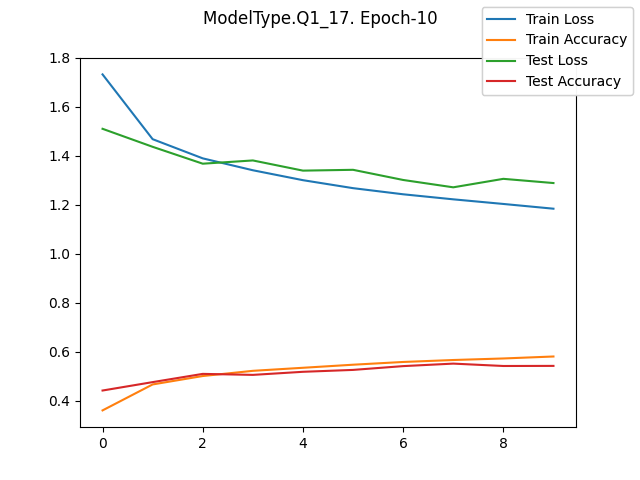 ModelType.Q1_17. Epoch-10
Train Loss
Train Accuracy
Test Loss
Test Accuracy
1.8
1.6
1.4
1.2
1.0
0.8
0.6
0.4
0 2 4 6 8